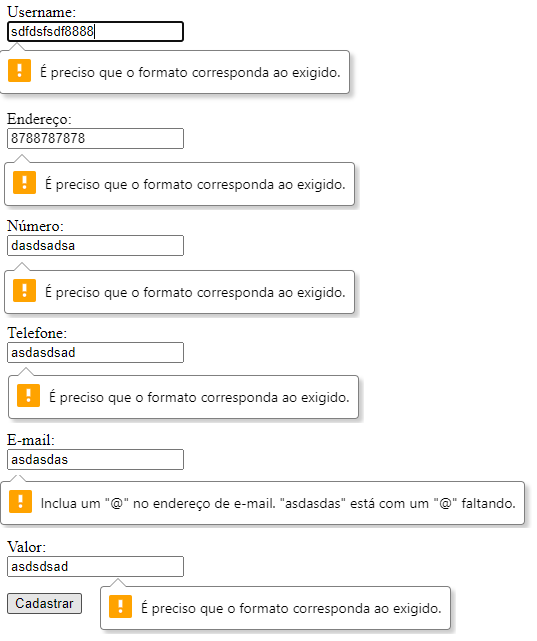 Username:
sdfdsfsdf8888
É preciso que o formato corresponda ao exigido.
Endereço:
8788787878
É preciso que o formato corresponda ao exigido.
Número:
dasdsadsa
É preciso que o formato corresponda ao exigido.
Telefone:
asdasdsad
É preciso que o formato corresponda ao exigido.
E-mail:
asdasdas
Inclua um "@" no endereço de e-mail. "asdasdas" está com um "@" faltando.
Valor:
asdsdsad
Cadastrar
É preciso que o formato corresponda ao exigido.